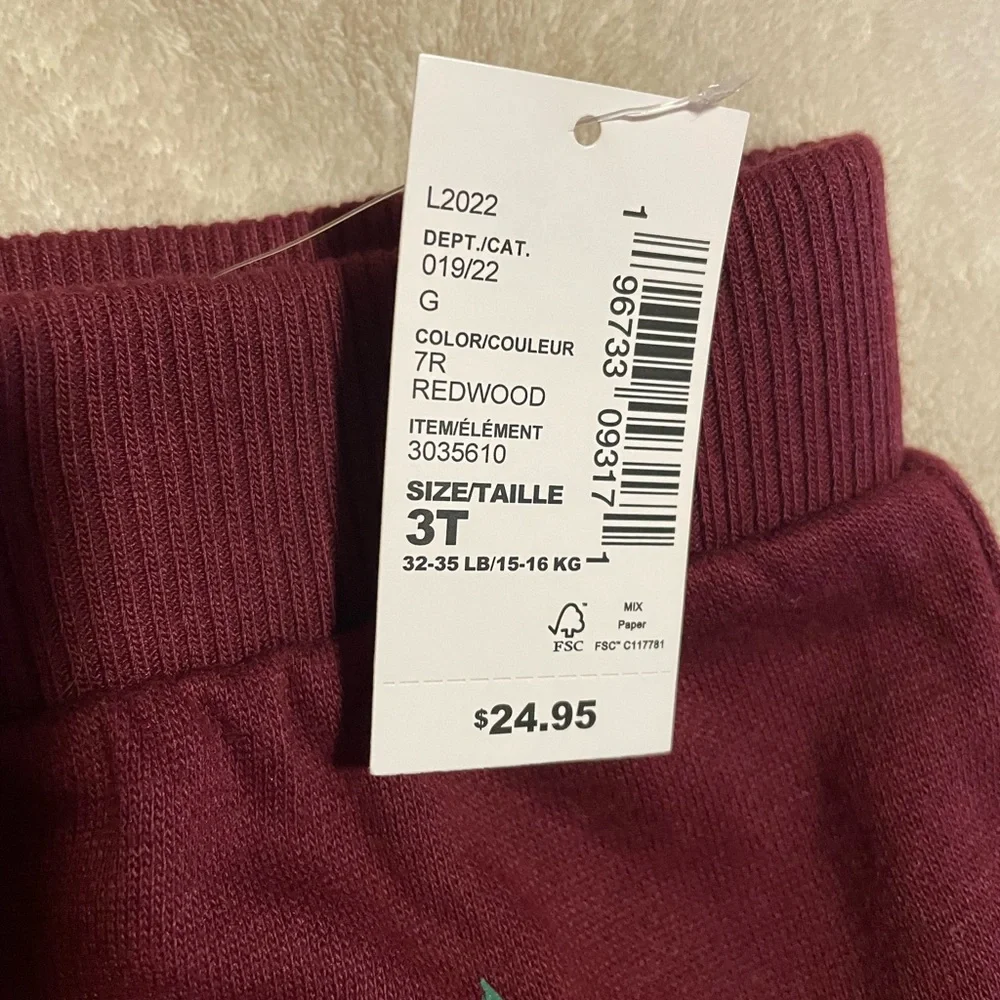 L2022
DEPT./CAT.
019/22
G
COLOR/COULEUR
7R
REDWOOD
ITEM/ÉLÉMENT
3035610
SIZE/TAILLE
3T
32-35 LB/15-16 KG
1 96733 09317 1
FSC
MIX
Paper
FSC™ C117781
$24.95